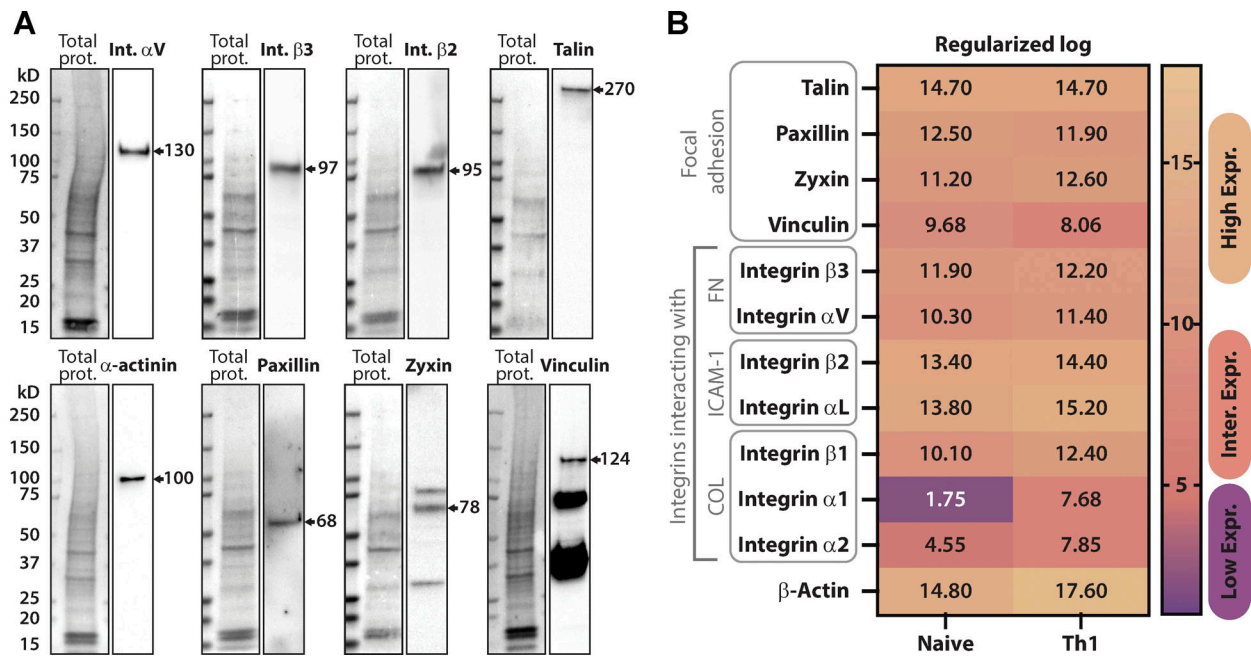 A
Total prot. Int. αV
Total prot. Int. β3
Total prot. Int. β2
Total prot. Talin
kD
250
150
100
75
50
37
25
20
15
130
97
95
270
Total prot. α-actinin
Total prot. Paxillin
Total prot. Zyxin
Total prot. Vinculin
kD
250
150
100
75
50
37
25
20
15
100
68
78
124
B
Regularized log
Focal adhesion
Talin 14.70 14.70
Paxillin 12.50 11.90
Zyxin 11.20 12.60
Vinculin 9.68 8.06
Integrins interacting with
FN
Integrin β3 11.90 12.20
Integrin αV 10.30 11.40
ICAM-1
Integrin β2 13.40 14.40
Integrin αL 13.80 15.20
COL
Integrin β1 10.10 12.40
Integrin α1 1.75 7.68
Integrin α2 4.55 7.85
β-Actin 14.80 17.60
Naive Th1
15
10
5
High Expr.
Inter. Expr.
Low Expr.